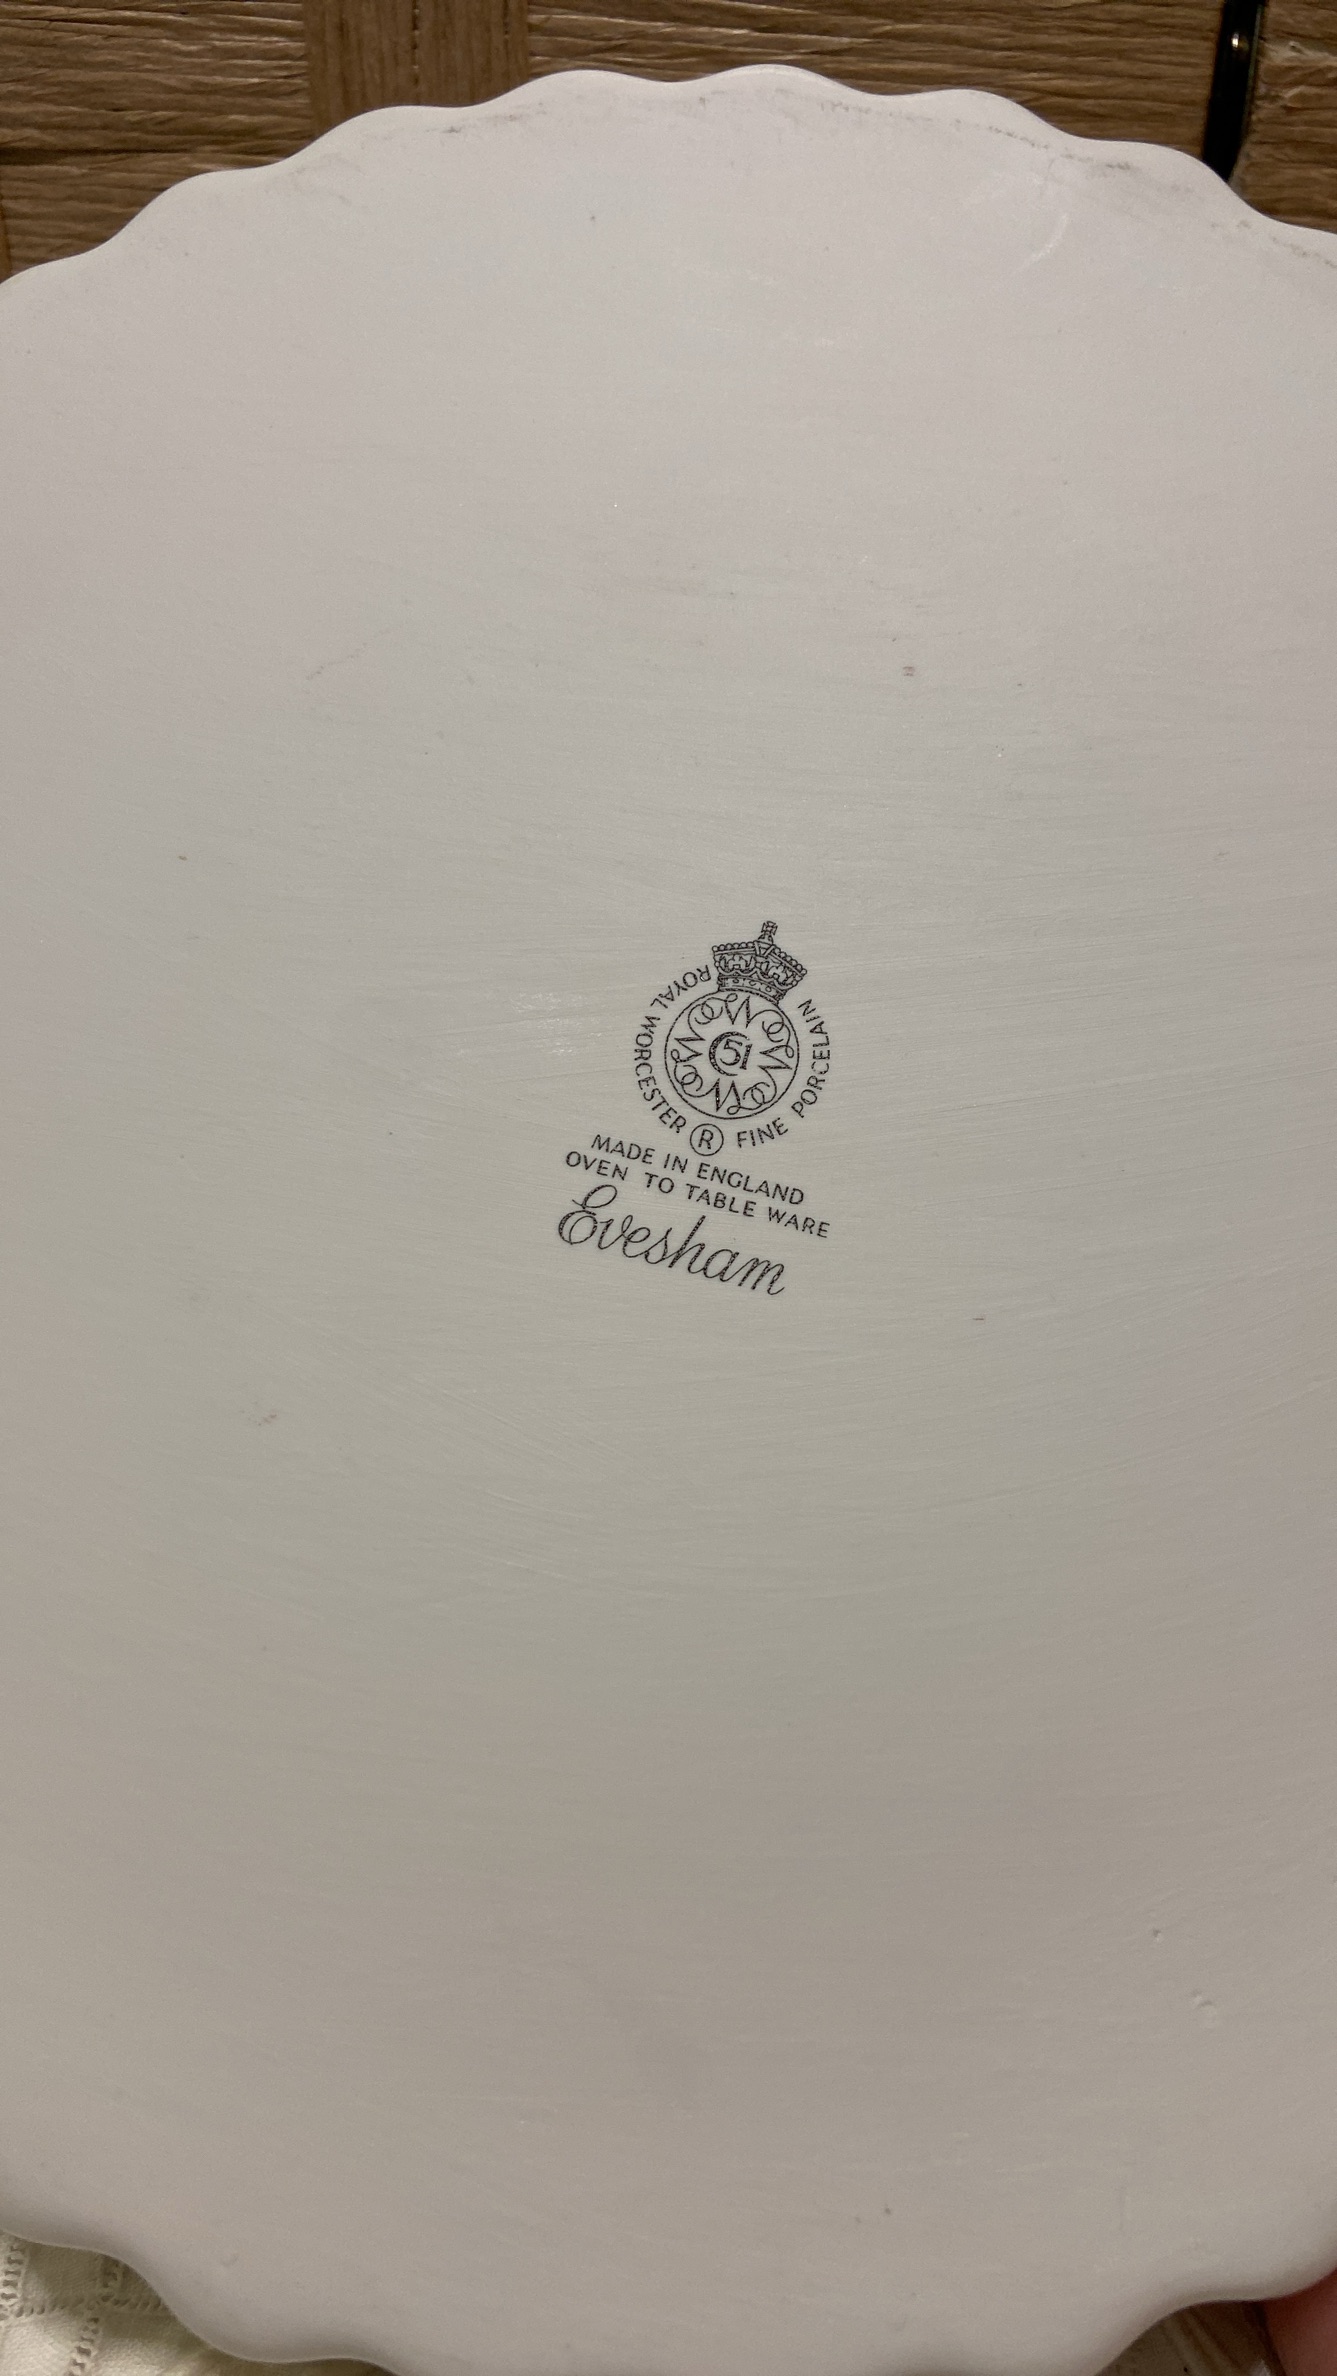 ROYAL WORCESTER ® FINE PORCELAIN
51
MADE IN ENGLAND
OVEN TO TABLE WARE
Evesham